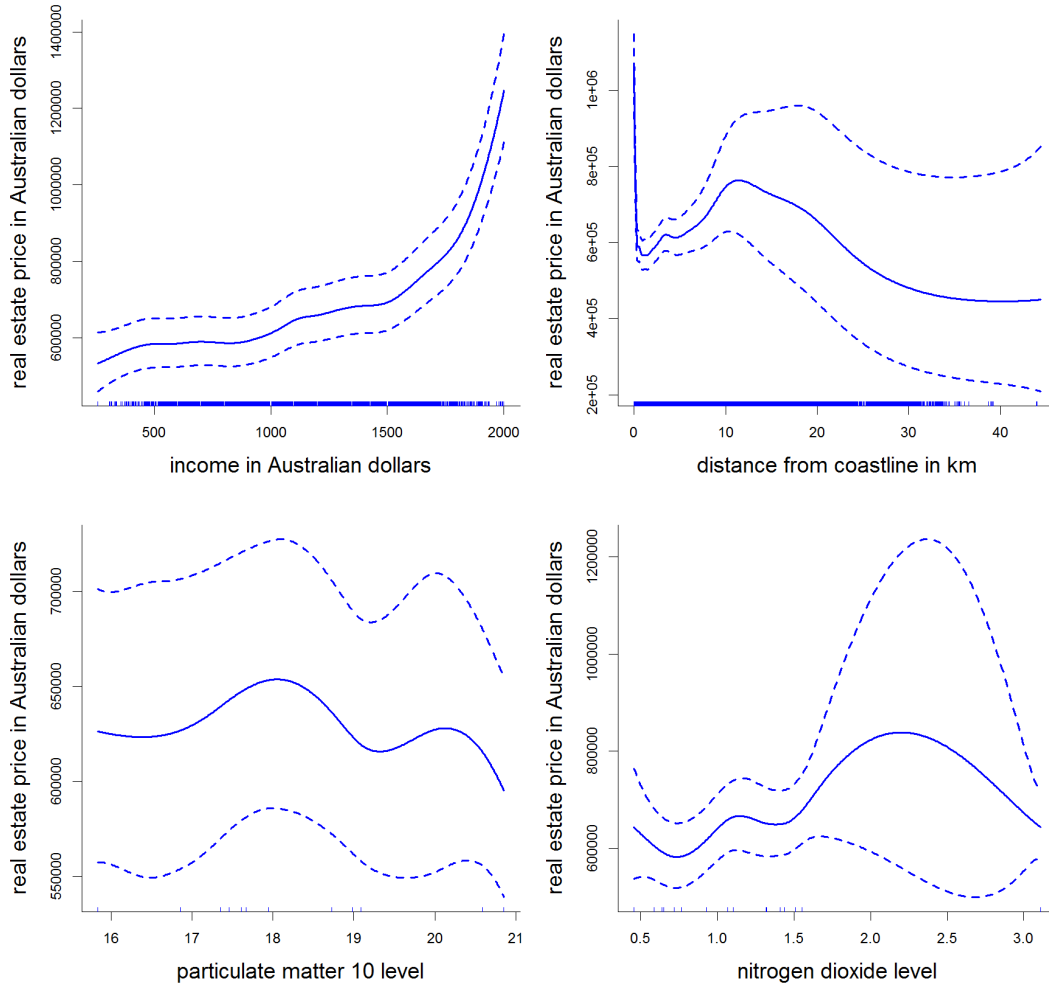 real estate price in Australian dollars
1400000
1200000
1000000
800000
600000
500
1000
1500
2000
income in Australian dollars
real estate price in Australian dollars
1e+06
8e+05
6e+05
4e+05
2e+05
0
10
20
30
40
distance from coastline in km
real estate price in Australian dollars
700000
650000
600000
550000
16
17
18
19
20
21
particulate matter 10 level
real estate price in Australian dollars
1200000
1000000
800000
600000
0.5
1.0
1.5
2.0
2.5
3.0
nitrogen dioxide level